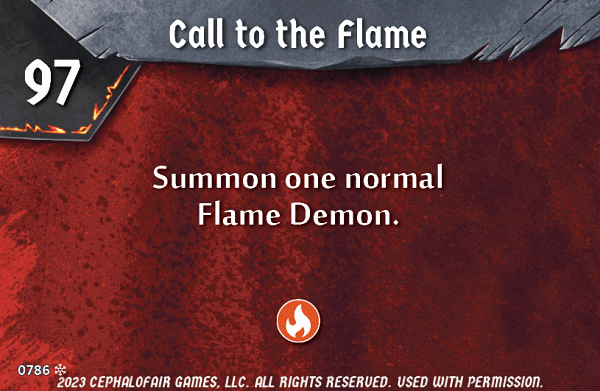 Call to the Flame
97
Summon one normal
Flame Demon.
0786
2023 CEPHALOFAIR GAMES, LLC. ALL RIGHTS RESERVED. USED WITH PERMISSION.